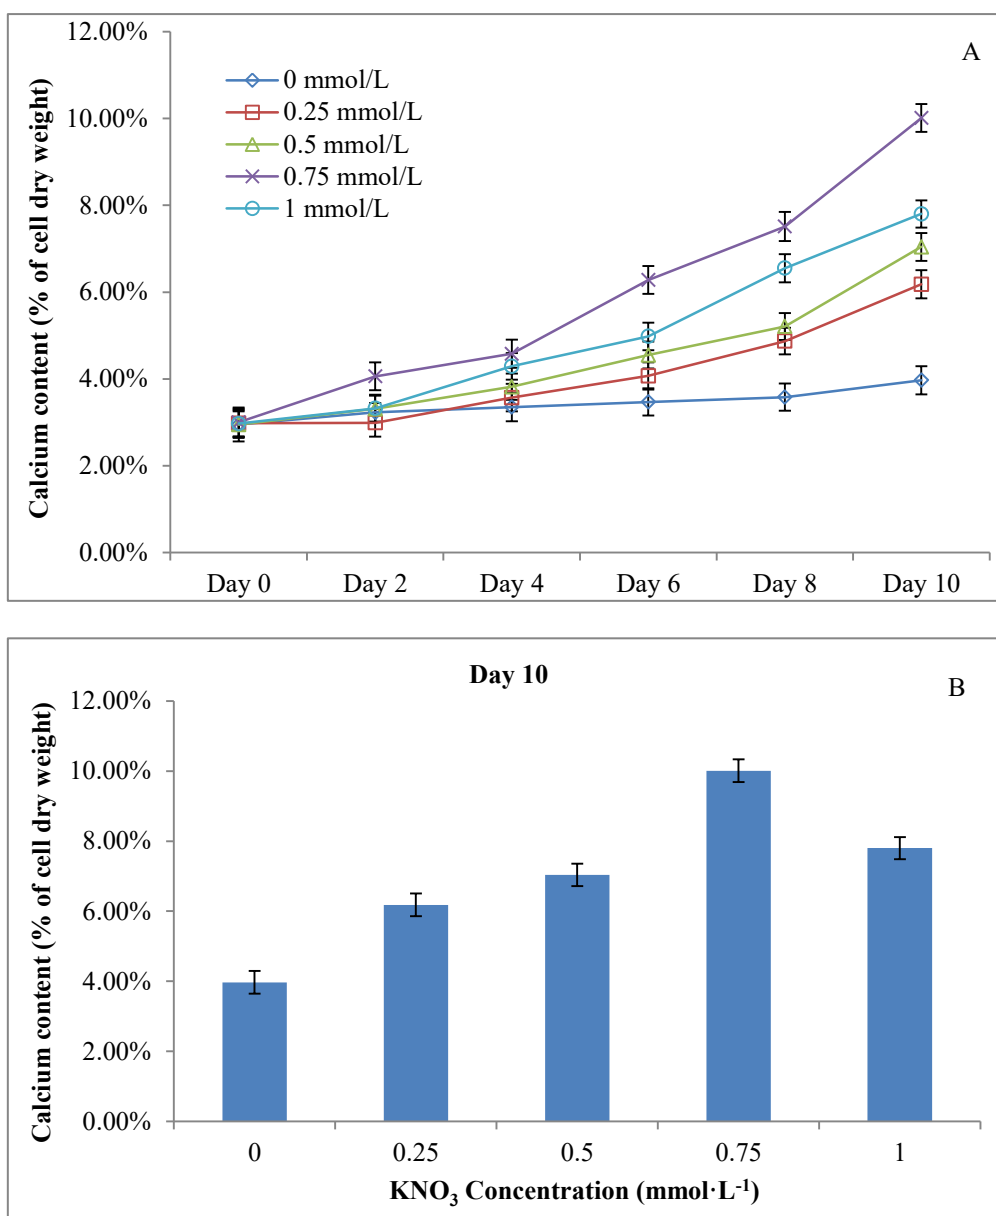 A
12.00%
10.00%
8.00%
6.00%
4.00%
2.00%
0.00%
Calcium content (% of cell dry weight)
0 mmol/L
0.25 mmol/L
0.5 mmol/L
0.75 mmol/L
1 mmol/L
Day 0 Day 2 Day 4 Day 6 Day 8 Day 10
Day 10
B
12.00%
10.00%
8.00%
6.00%
4.00%
2.00%
0.00%
Calcium content (% of cell dry weight)
0 0.25 0.5 0.75 1
KNO₃ Concentration (mmol·L⁻¹)